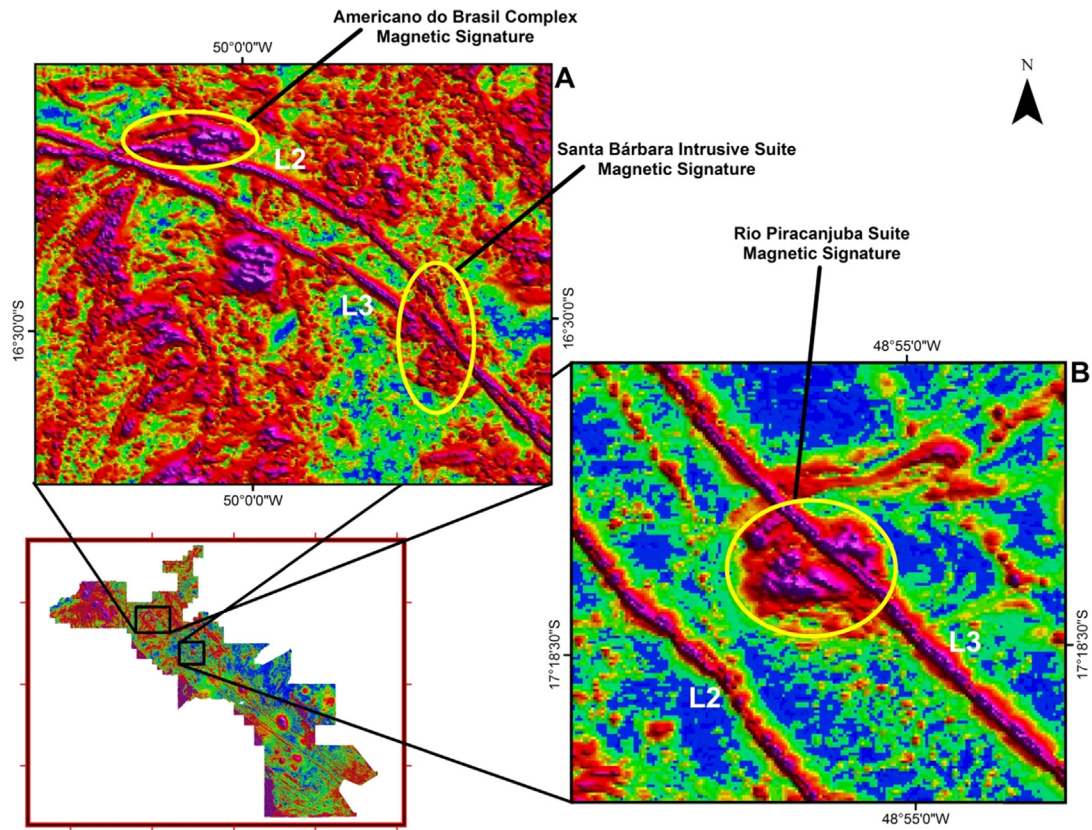 Americano do Brasil Complex
Magnetic Signature
50°0'0"W
A
N
L2
Santa Bárbara Intrusive Suite
Magnetic Signature
Rio Piracanjuba Suite
Magnetic Signature
L3
16°30'0"S
16°30'0"S
48°55'0"W
B
50°0'0"W
17°18'30"S
17°18'30"S
L3
L2
48°55'0"W